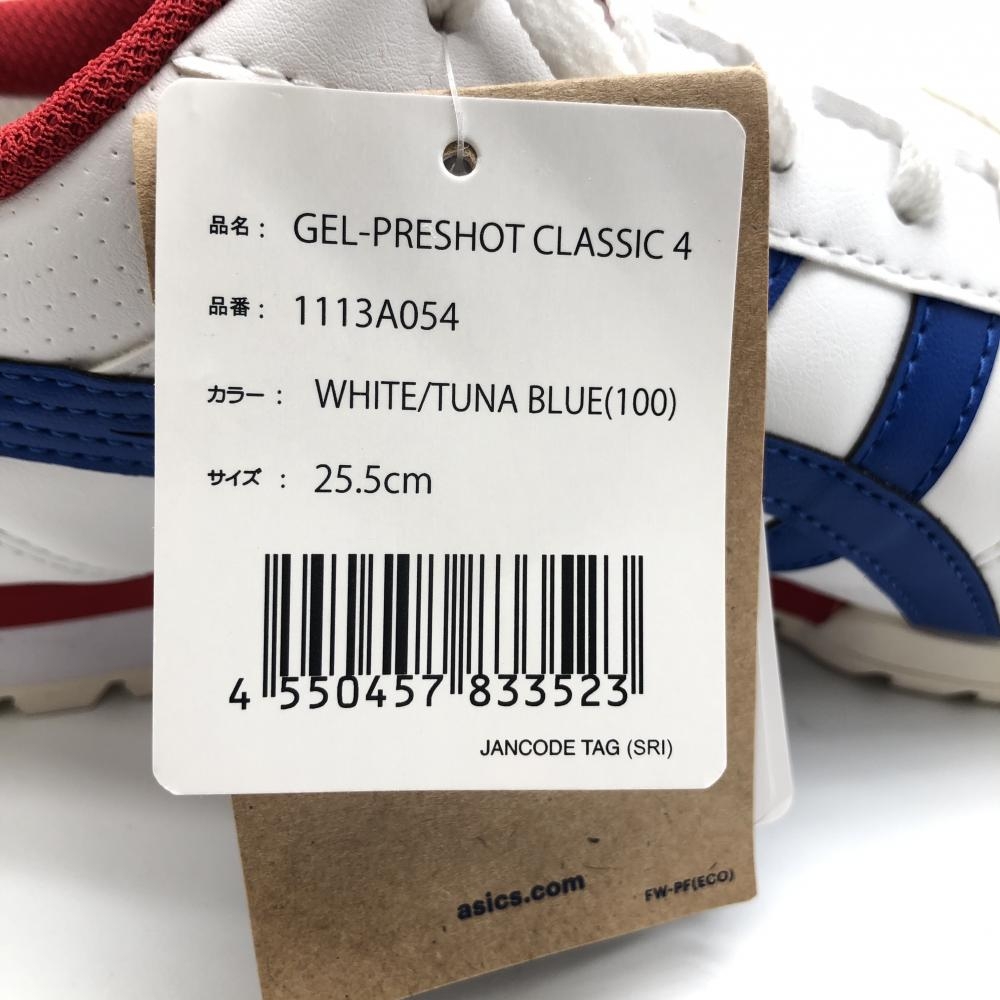 品名： GEL-PRESHOT CLASSIC 4
品番： 1113A054
カラー： WHITE/TUNA BLUE(100)
サイズ ： 25.5cm
4 550457 833523
JANCODE TAG (SRI)
asics.com
FW-PF(ECO)